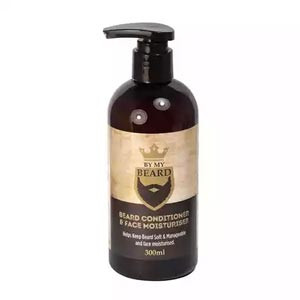 BY MY
BEARD
BEARD CONDITIONER
& FACE MOISTURISER
Helps Keep Beard Soft & Manageable
and face moisturised.
300ml